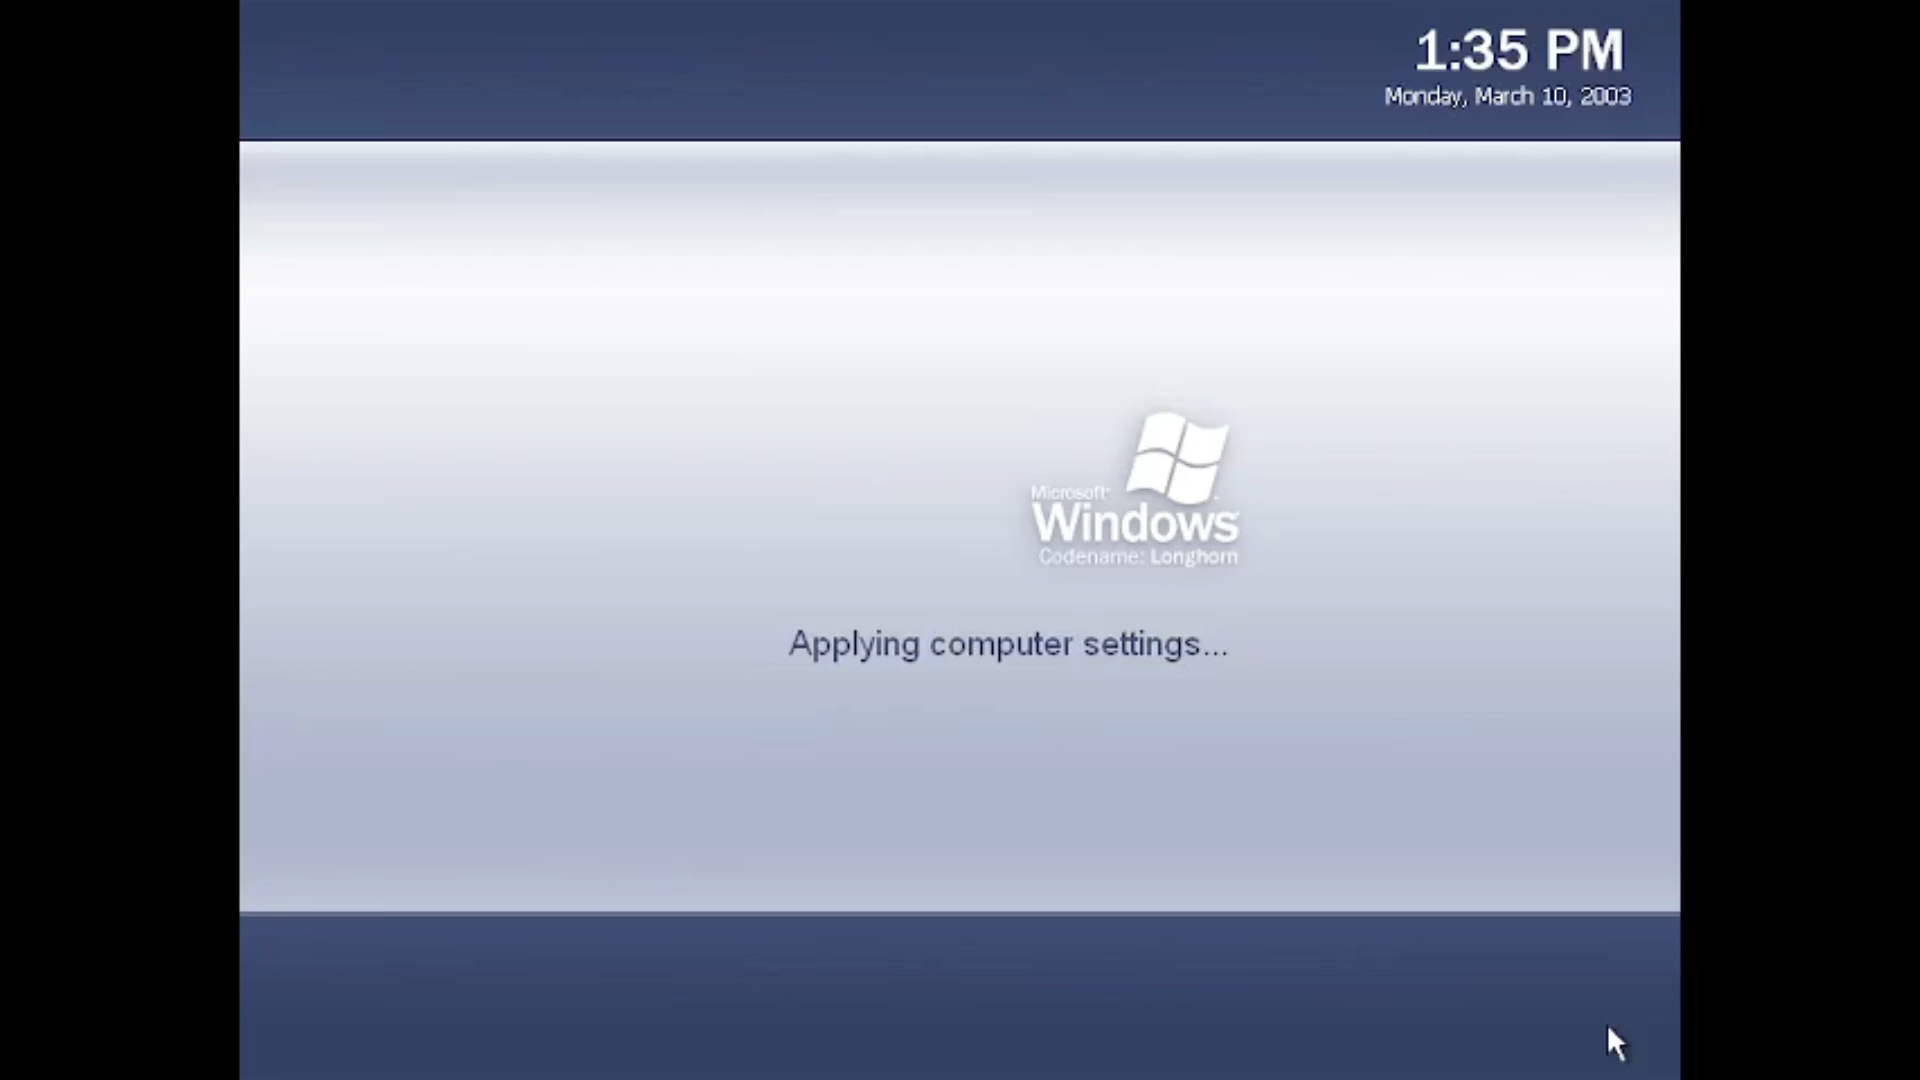 1:35 PM
Monday, March 10, 2003
Microsoft
Windows
Codename: Longhorn
Applying computer settings...